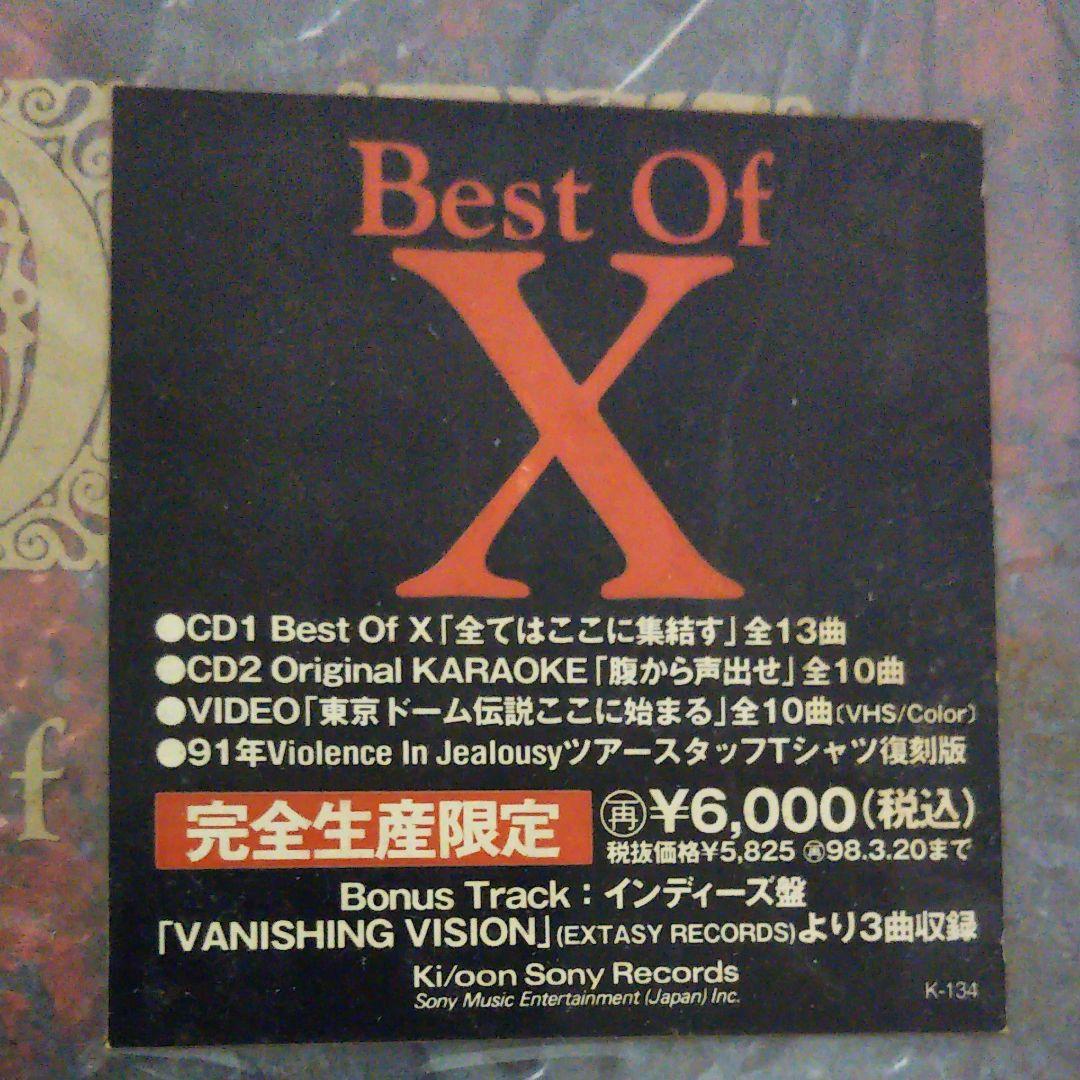 Best Of
X
●CD1 Best Of X「全てはここに集結す」全13曲
●CD2 Original KARAOKE「腹から声出せ」全10曲
●VIDEO「東京ドーム伝説ここに始まる」全10曲〔VHS/Color〕
●91年Violence In JealousyツアースタッフTシャツ復刻版
完全生産限定
再¥6,000(税込)
税抜価格¥5,825 再98.3.20まで
Bonus Track：インディーズ盤
「VANISHING VISION」(EXTASY RECORDS)より3曲収録
Ki/oon Sony Records
Sony Music Entertainment (Japan) Inc.
K-134
f